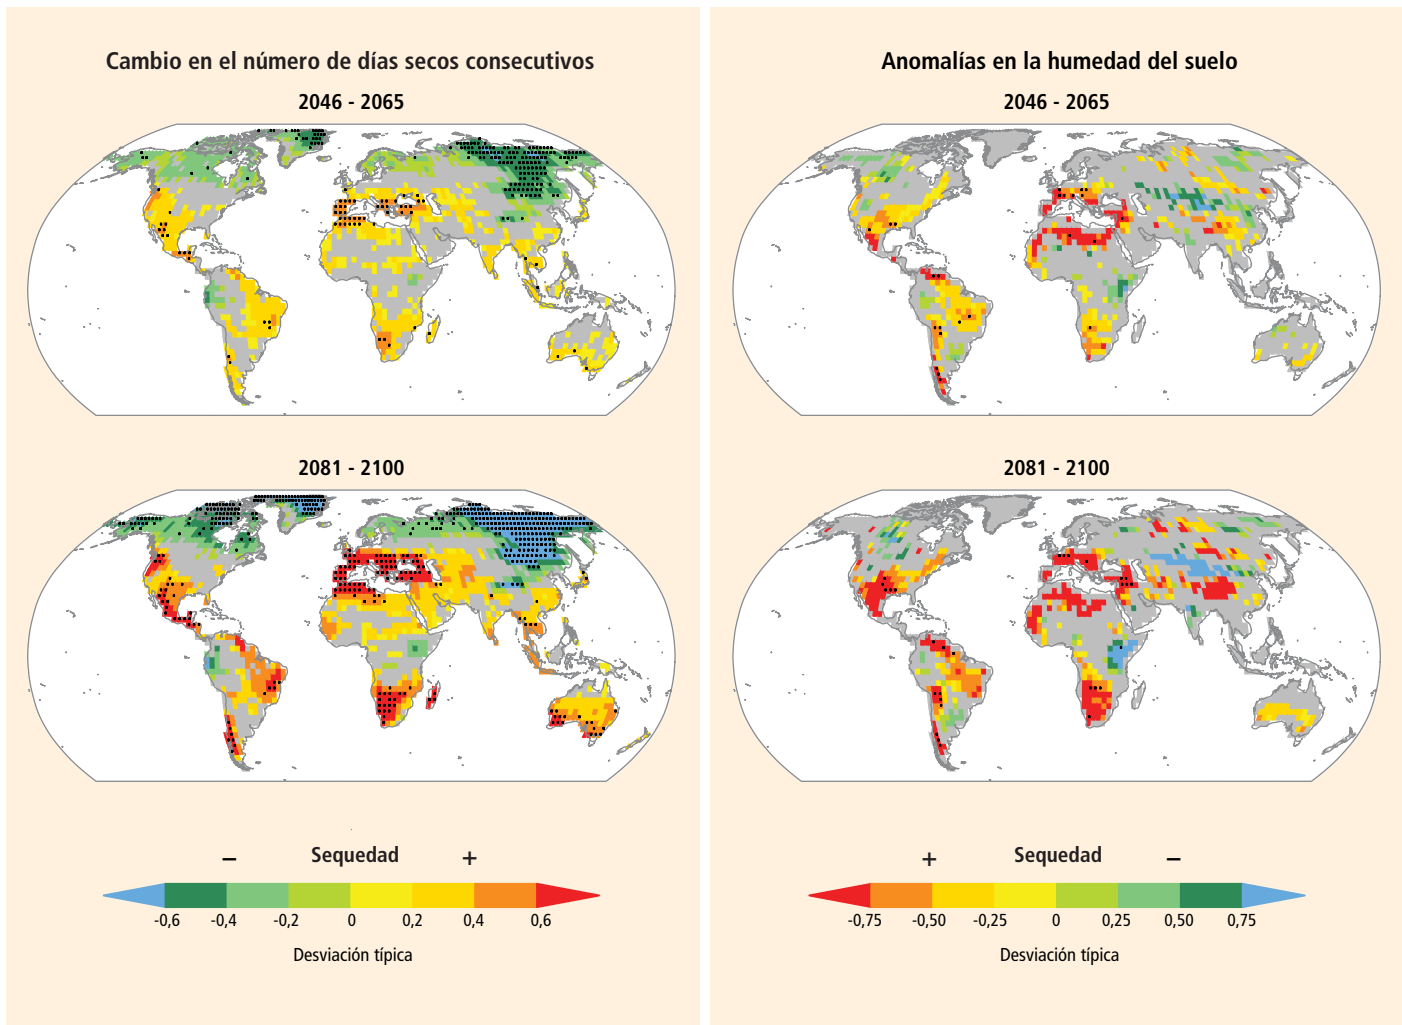 Cambio en el número de días secos consecutivos
2046 - 2065
2081 - 2100
− Sequedad +
-0,6 -0,4 -0,2 0 0,2 0,4 0,6
Desviación típica
Anomalías en la humedad del suelo
2046 - 2065
2081 - 2100
+ Sequedad −
-0,75 -0,50 -0,25 0 0,25 0,50 0,75
Desviación típica